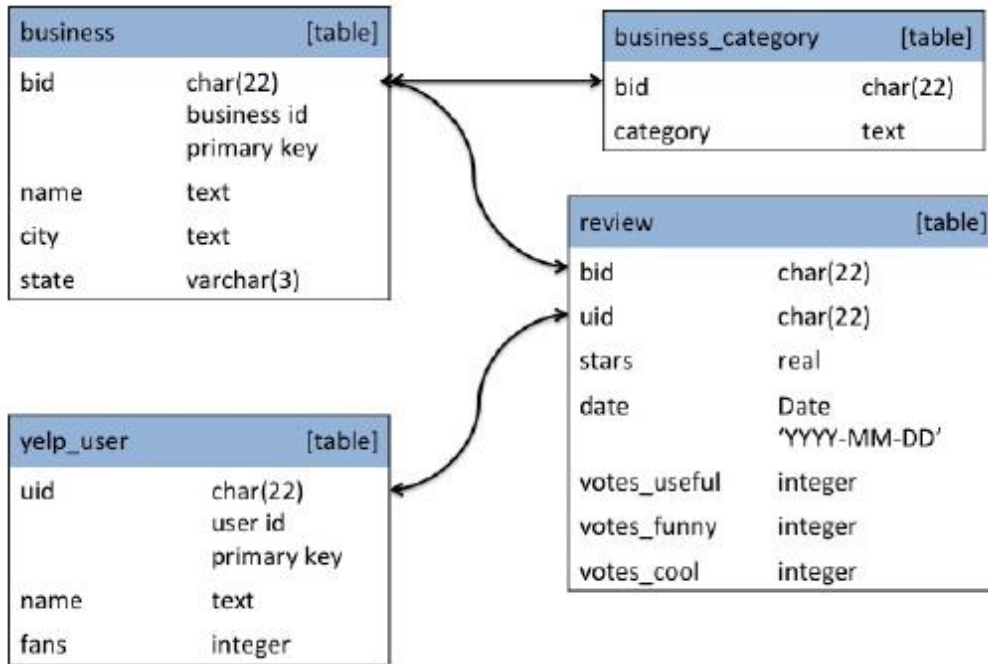 business [table]
bid char(22)
business id
primary key
name text
city text
state varchar(3)
business_category [table]
bid char(22)
category text
review [table]
bid char(22)
uid char(22)
stars real
date Date
‘YYYY-MM-DD’
votes_useful integer
votes_funny integer
votes_cool integer
yelp_user [table]
uid char(22)
user id
primary key
name text
fans integer